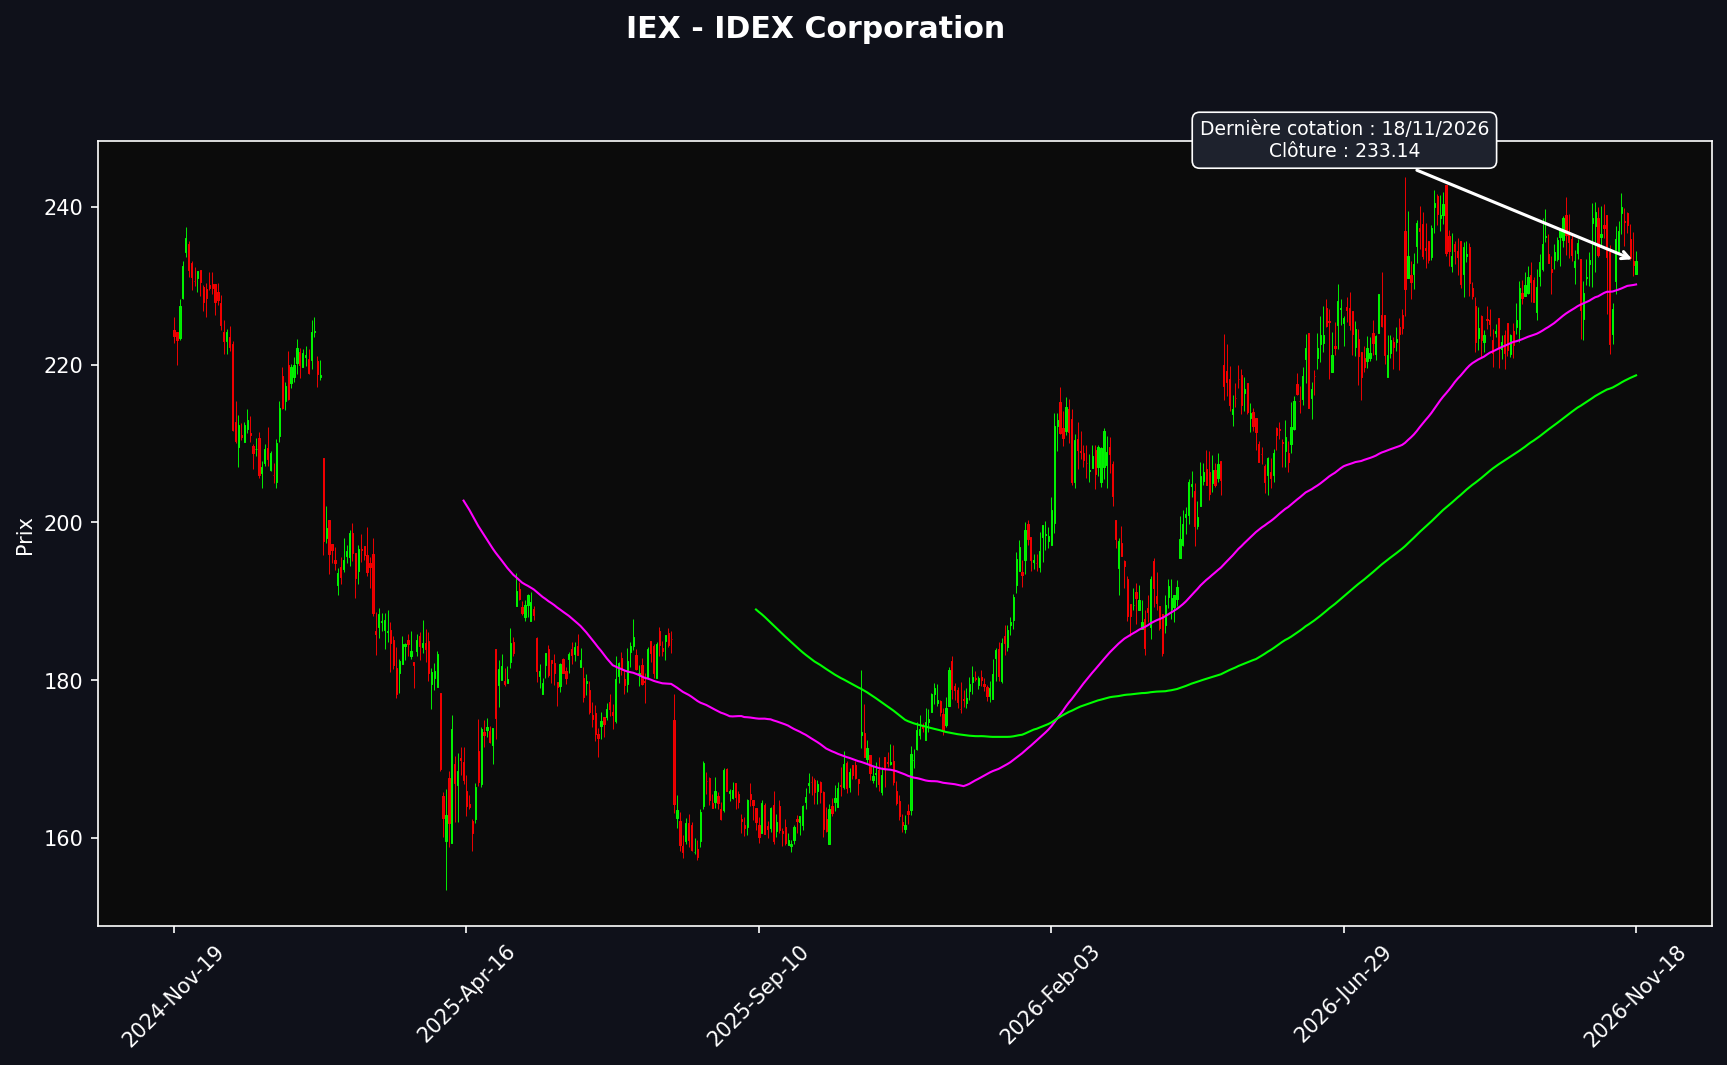 IEX - IDEX Corporation
Dernière cotation : 18/11/2026
Clôture : 233.14
Prix
240
220
200
180
160
2024-Nov-19
2025-Apr-16
2025-Sep-10
2026-Feb-03
2026-Jun-29
2026-Nov-18